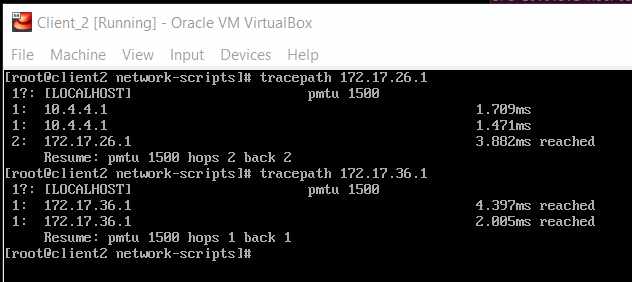 Client_2 [Running] - Oracle VM VirtualBox
File Machine View Input Devices Help
[root@client2 network-scripts]# tracepath 172.17.26.1
1?: [LOCALHOST] pmtu 1500
1: 10.4.4.1 1.709ms
1: 10.4.4.1 1.471ms
2: 172.17.26.1 3.882ms reached
Resume: pmtu 1500 hops 2 back 2
[root@client2 network-scripts]# tracepath 172.17.36.1
1?: [LOCALHOST] pmtu 1500
1: 172.17.36.1 4.397ms reached
1: 172.17.36.1 2.005ms reached
Resume: pmtu 1500 hops 1 back 1
[root@client2 network-scripts]#